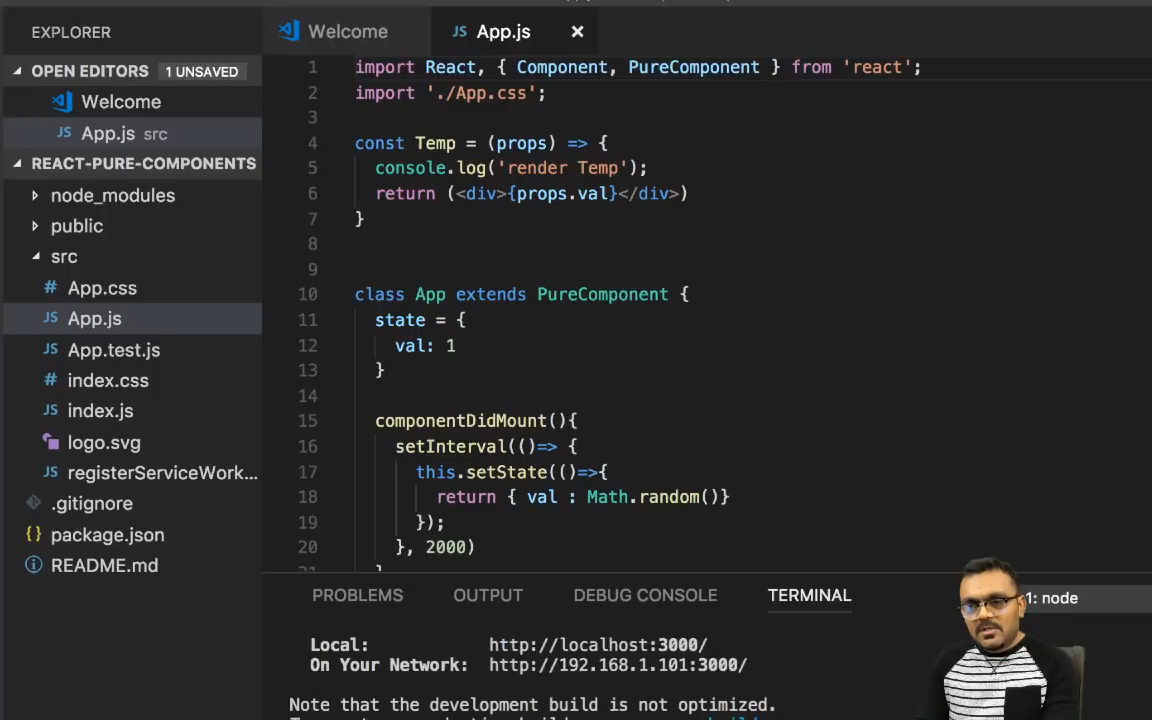 EXPLORER
OPEN EDITORS 1 UNSAVED
Welcome
JS App.js src
REACT-PURE-COMPONENTS
node_modules
public
src
# App.css
JS App.js
JS App.test.js
# index.css
JS index.js
logo.svg
JS registerServiceWork...
.gitignore
{} package.json
README.md
Welcome
JS App.js ×
1 import React, { Component, PureComponent } from 'react';
2 import './App.css';
3
4 const Temp = (props) => {
5 console.log('render Temp');
6 return (<div>{props.val}</div>)
7 }
8
9
10 class App extends PureComponent {
11 state = {
12 val: 1
13 }
14
15 componentDidMount(){
16 setInterval(()=> {
17 this.setState(()=>{
18 return { val : Math.random()}
19 });
20 }, 2000)
PROBLEMS OUTPUT DEBUG CONSOLE TERMINAL 1: node
Local: http://localhost:3000/
On Your Network: http://192.168.1.101:3000/
Note that the development build is not optimized.